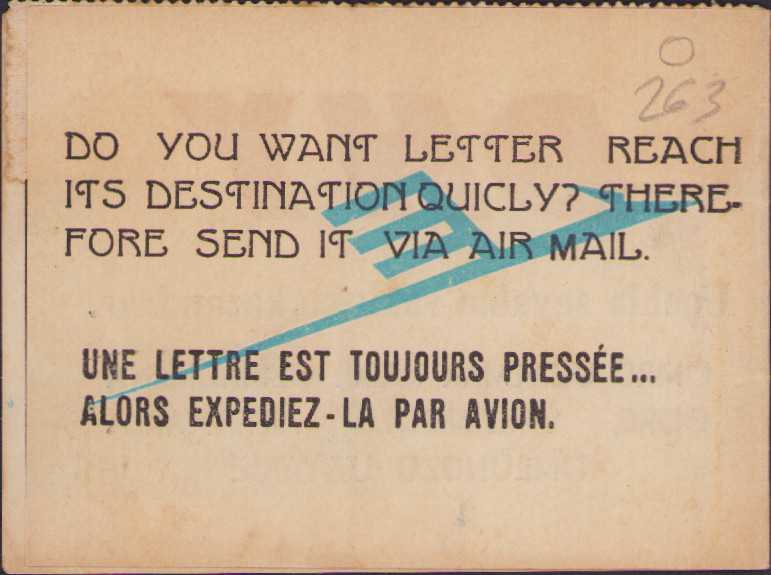 O
263
DO YOU WANT LETTER REACH
ITS DESTINATION QUICLY? THERE-
FORE SEND IT VIA AIR MAIL.
UNE LETTRE EST TOUJOURS PRESSÉE...
ALORS EXPEDIEZ-LA PAR AVION.